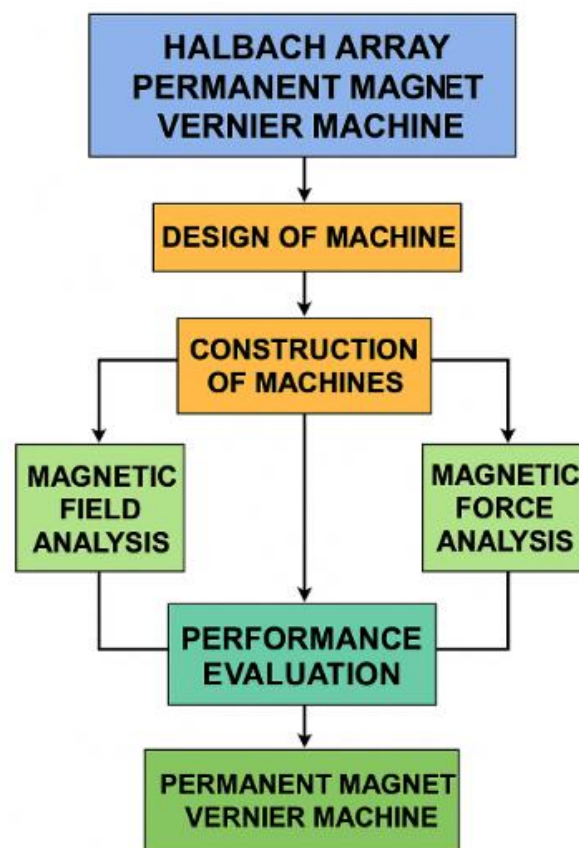 HALBACH ARRAY
PERMANENT MAGNET
VERNIER MACHINE
DESIGN OF MACHINE
CONSTRUCTION
OF MACHINES
MAGNETIC
FIELD
ANALYSIS
MAGNETIC
FORCE
ANALYSIS
PERFORMANCE
EVALUATION
PERMANENT MAGNET
VERNIER MACHINE